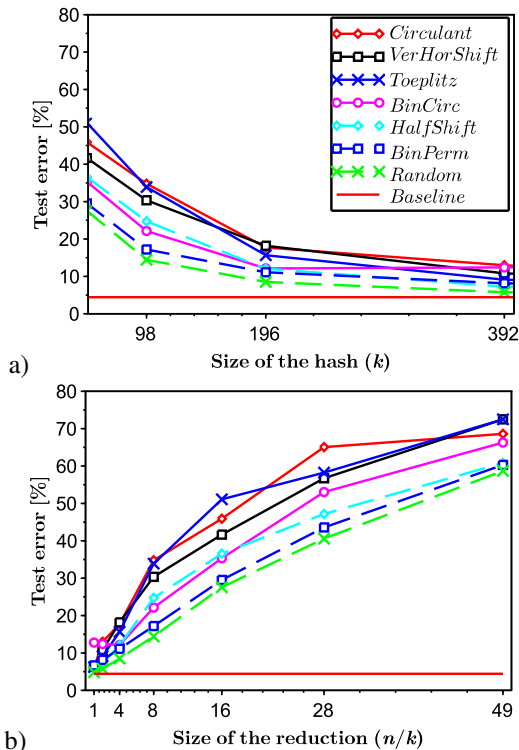 80
70
60
50
40
30
20
10
0
Test error [%]
Circulant
VerHorShift
Toeplitz
BinCirc
HalfShift
BinPerm
Random
Baseline
98 196 392
Size of the hash (k)
a)
80
70
60
50
40
30
20
10
0
Test error [%]
1 4 8 16 28 49
Size of the reduction (n/k)
b)